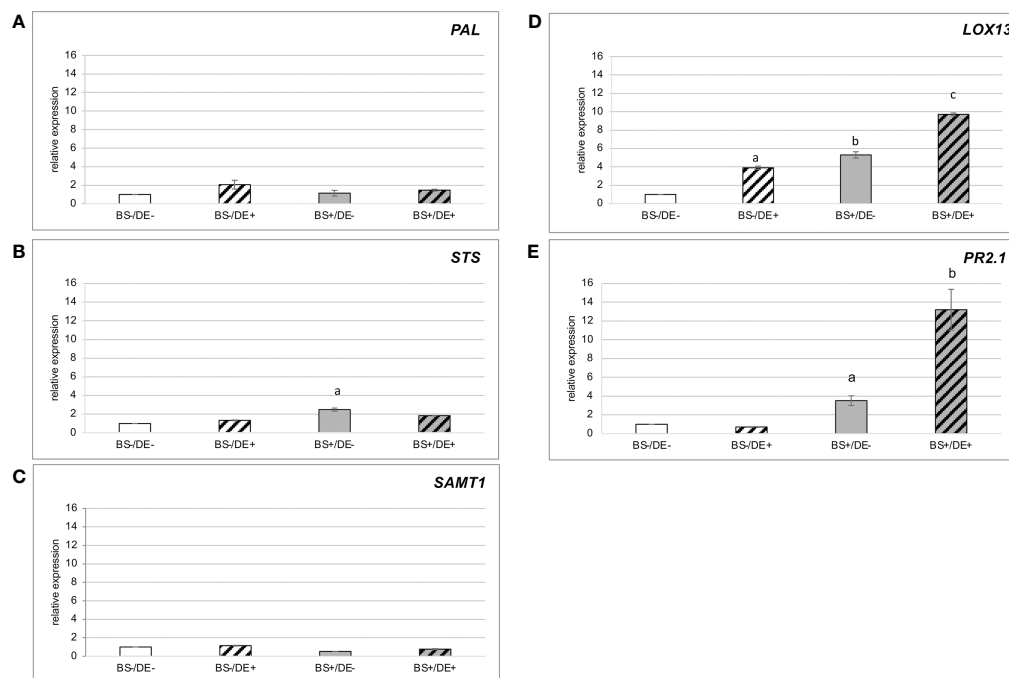 A
PAL
relative expression
16
14
12
10
8
6
4
2
0
BS-/DE-
BS-/DE+
BS+/DE-
BS+/DE+
B
STS
relative expression
16
14
12
10
8
6
4
2
0
a
BS-/DE-
BS-/DE+
BS+/DE-
BS+/DE+
C
SAMT1
relative expression
16
14
12
10
8
6
4
2
0
BS-/DE-
BS-/DE+
BS+/DE-
BS+/DE+
D
LOX13
relative expression
16
14
12
10
8
6
4
2
0
a
b
c
BS-/DE-
BS-/DE+
BS+/DE-
BS+/DE+
E
PR2.1
relative expression
16
14
12
10
8
6
4
2
0
a
b
BS-/DE-
BS-/DE+
BS+/DE-
BS+/DE+